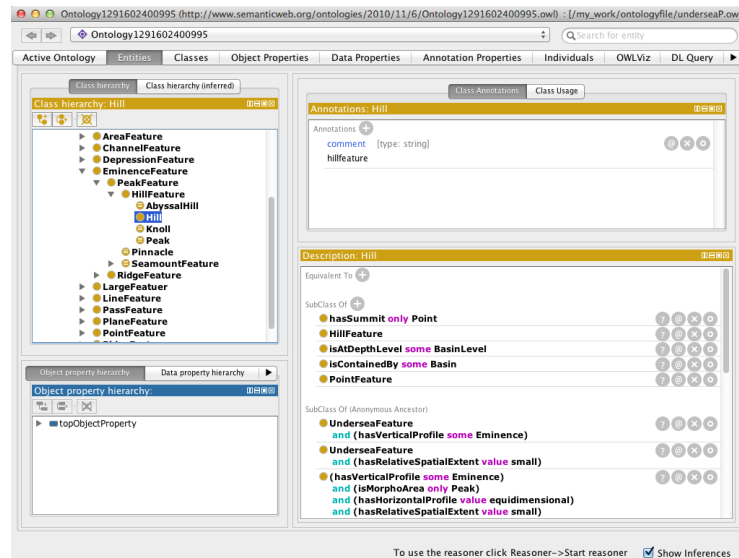 Ontology1291602400995 (http://www.semanticweb.org/ontologies/2010/11/6/Ontology1291602400995.owl) : [/my_work/ontologyfile/underseaP.ow
Ontology1291602400995
Search for entity
Active Ontology Entities Classes Object Properties Data Properties Annotation Properties Individuals OWLViz DL Query
Class hierarchy Class hierarchy (inferred)
Class hierarchy: Hill
AreaFeature
ChannelFeature
DepressionFeature
EminenceFeature
PeakFeature
HillFeature
AbyssalHill
Hill
Knoll
Peak
Pinnacle
SeamountFeature
RidgeFeature
LargeFeatuer
LineFeature
PassFeature
PlaneFeature
PointFeature
Object property hierarchy Data property hierarchy
Object property hierarchy:
topObjectProperty
Class Annotations Class Usage
Annotations: Hill
Annotations
comment [type: string]
hillfeature
Description: Hill
Equivalent To
SubClass Of
hasSummit only Point
HillFeature
isAtDepthLevel some BasinLevel
isContainedBy some Basin
PointFeature
SubClass Of (Anonymous Ancestor)
UnderseaFeature
and (hasVerticalProfile some Eminence)
UnderseaFeature
and (hasRelativeSpatialExtent value small)
(hasVerticalProfile some Eminence)
and (isMorphoArea only Peak)
and (hasHorizontalProfile value equidimensional)
and (hasRelativeSpatialExtent value small)
To use the reasoner click Reasoner->Start reasoner Show Inferences